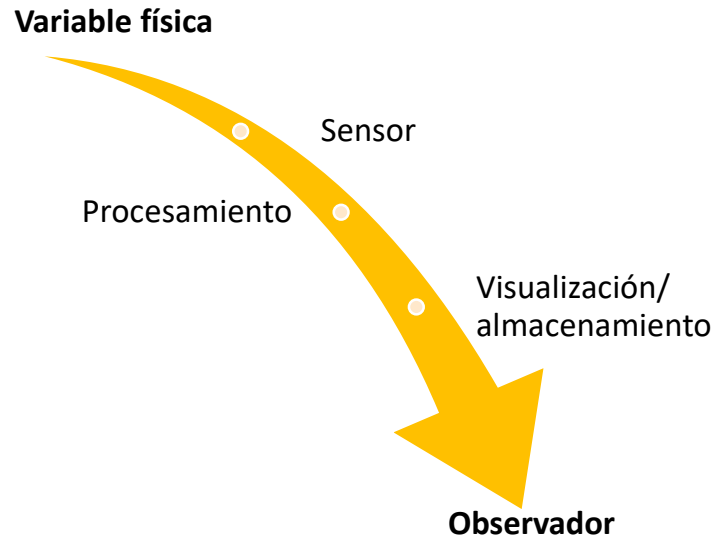 Variable física
Sensor
Procesamiento
Visualización/
almacenamiento
Observador